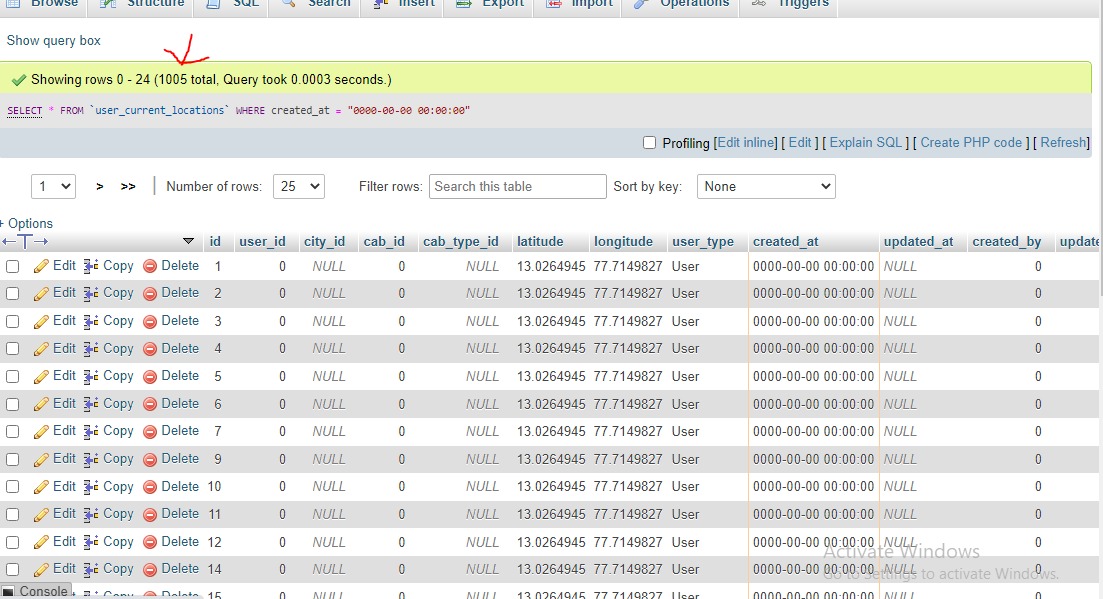 Browse Structure SQL Search Insert Export Import Operations Triggers
Show query box
Showing rows 0 - 24 (1005 total, Query took 0.0003 seconds.)
SELECT * FROM `user_current_locations` WHERE created_at = "0000-00-00 00:00:00"
Profiling [Edit inline] [ Edit ] [ Explain SQL ] [ Create PHP code ] [ Refresh]
1 > >> | Number of rows: 25 Filter rows: Search this table Sort by key: None
+ Options
←T→ id user_id city_id cab_id cab_type_id latitude longitude user_type created_at updated_at created_by update
Edit Copy Delete 1 0 NULL 0 NULL 13.0264945 77.7149827 User 0000-00-00 00:00:00 NULL 0
Edit Copy Delete 2 0 NULL 0 NULL 13.0264945 77.7149827 User 0000-00-00 00:00:00 NULL 0
Edit Copy Delete 3 0 NULL 0 NULL 13.0264945 77.7149827 User 0000-00-00 00:00:00 NULL 0
Edit Copy Delete 4 0 NULL 0 NULL 13.0264945 77.7149827 User 0000-00-00 00:00:00 NULL 0
Edit Copy Delete 5 0 NULL 0 NULL 13.0264945 77.7149827 User 0000-00-00 00:00:00 NULL 0
Edit Copy Delete 6 0 NULL 0 NULL 13.0264945 77.7149827 User 0000-00-00 00:00:00 NULL 0
Edit Copy Delete 7 0 NULL 0 NULL 13.0264945 77.7149827 User 0000-00-00 00:00:00 NULL 0
Edit Copy Delete 9 0 NULL 0 NULL 13.0264945 77.7149827 User 0000-00-00 00:00:00 NULL 0
Edit Copy Delete 10 0 NULL 0 NULL 13.0264945 77.7149827 User 0000-00-00 00:00:00 NULL 0
Edit Copy Delete 11 0 NULL 0 NULL 13.0264945 77.7149827 User 0000-00-00 00:00:00 NULL 0
Edit Copy Delete 12 0 NULL 0 NULL 13.0264945 77.7149827 User 0000-00-00 00:00:00 NULL 0
Activate Windows
Edit Copy Delete 14 0 NULL 0 NULL 13.0264945 77.7149827 User 0000-00-00 00:00:00 NULL 0
Go to Settings to activate Windows.
Console